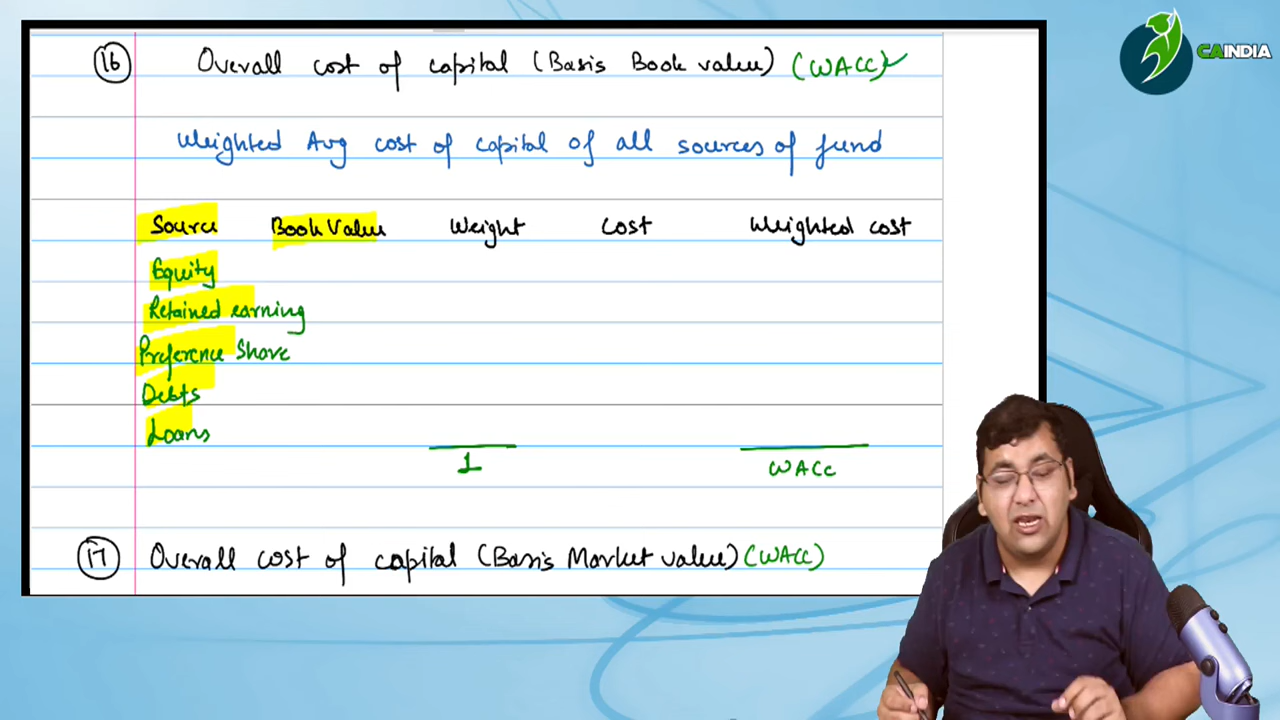 CAINDIA
16 Overall cost of capital (Basis Book value) (WACC)
Weighted Avg cost of capital of all sources of fund
Source Book Value Weight Cost Weighted cost
Equity
Retained earning
Preference Share
Debts
Loans
1 WACC
17 Overall cost of capital (Basis Market value) (WACC)